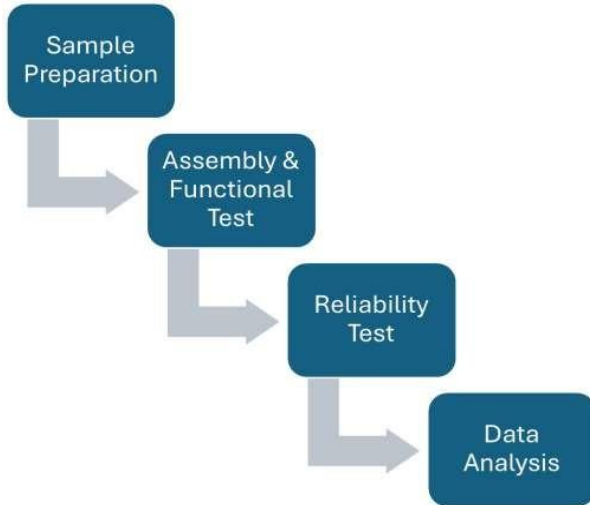 Sample
Preparation
Assembly &
Functional
Test
Reliability
Test
Data
Analysis